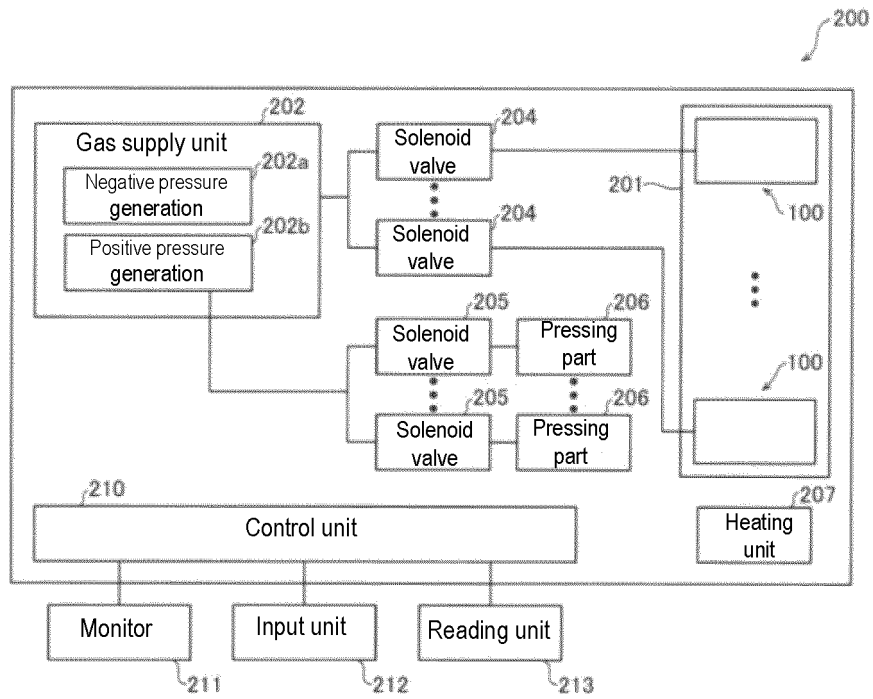 200
202
Gas supply unit
202a
Negative pressure
generation
202b
Positive pressure
generation
204
Solenoid
valve
204
Solenoid
valve
201
100
100
205
Solenoid
valve
206
Pressing
part
205
Solenoid
valve
206
Pressing
part
210
Control unit
207
Heating
unit
Monitor
211
Input unit
212
Reading unit
213